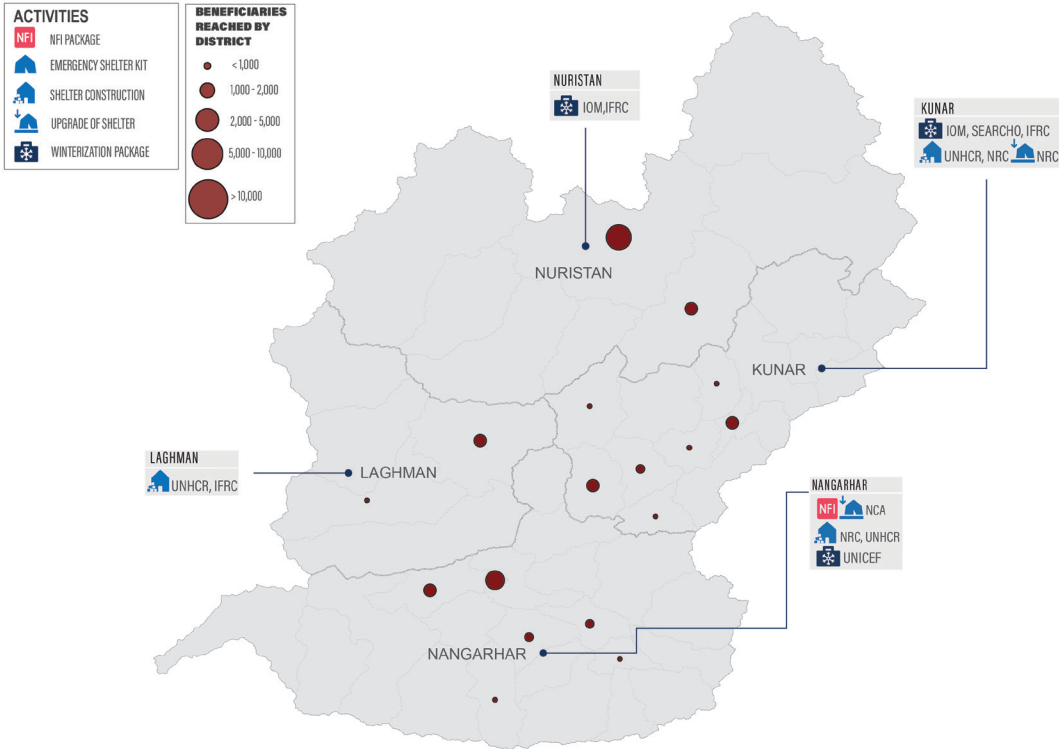 ACTIVITIES
NFI NFI PACKAGE
EMERGENCY SHELTER KIT
SHELTER CONSTRUCTION
UPGRADE OF SHELTER
WINTERIZATION PACKAGE
BENEFICIARIES
REACHED BY
DISTRICT
< 1,000
1,000 - 2,000
2,000 - 5,000
5,000 - 10,000
> 10,000
NURISTAN
IOM,IFRC
KUNAR
IOM, SEARCHO, IFRC
UNHCR, NRC NRC
NURISTAN
KUNAR
LAGHMAN
UNHCR, IFRC
LAGHMAN
NANGARHAR
NFI NCA
NRC, UNHCR
UNICEF
NANGARHAR